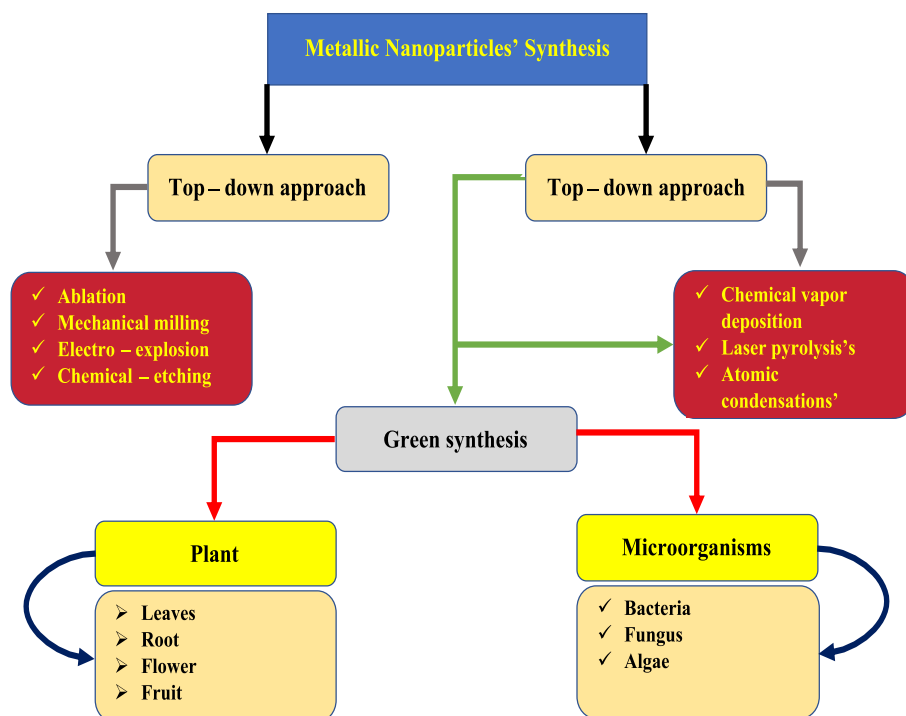 Metallic Nanoparticles' Synthesis
Top – down approach
Top – down approach
✓ Ablation
✓ Mechanical milling
✓ Electro – explosion
✓ Chemical – etching
✓ Chemical vapor
deposition
✓ Laser pyrolysis's
✓ Atomic
condensations'
Green synthesis
Plant
➢ Leaves
➢ Root
➢ Flower
➢ Fruit
Microorganisms
✓ Bacteria
✓ Fungus
✓ Algae